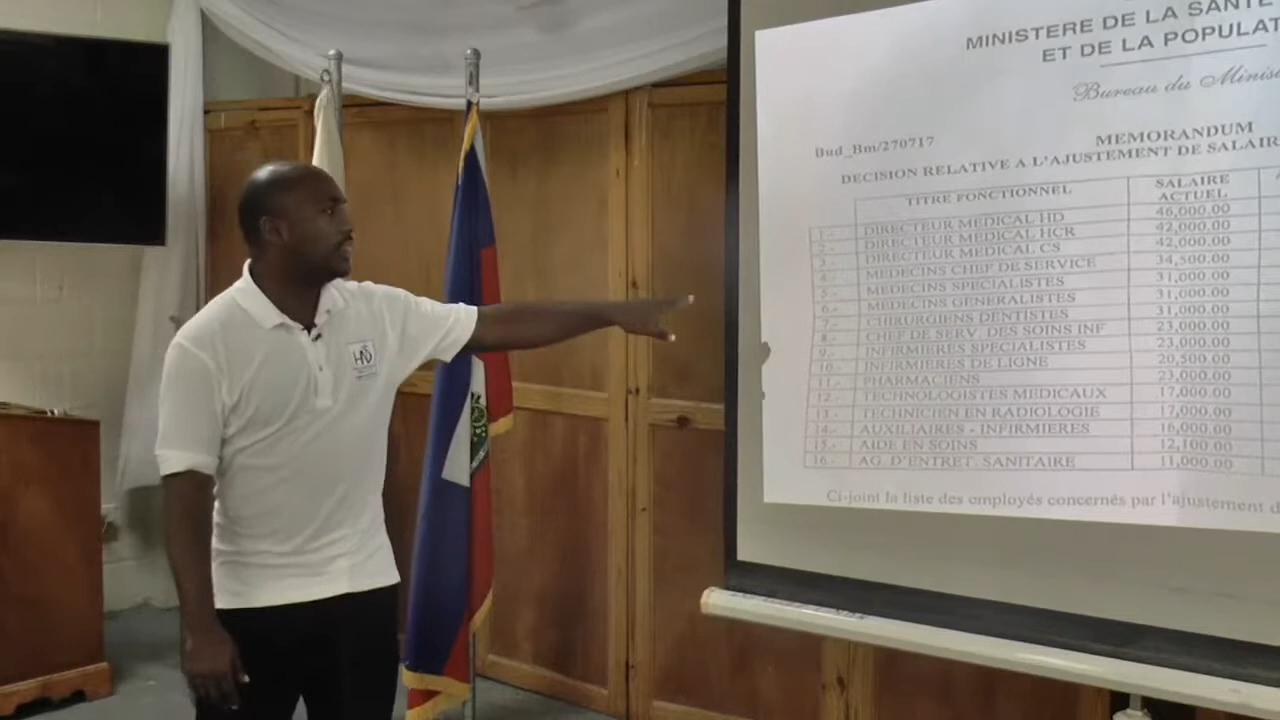 MINISTERE DE LA SANTE
ET DE LA POPULAT
Bureau du Minis
Bud_Bm/270717
MEMORANDUM
DECISION RELATIVE A L'AJUSTEMENT DE SALAIR
TITRE FONCTIONNEL SALAIRE ACTUEL
1.- DIRECTEUR MEDICAL HD 46,000.00
2.- DIRECTEUR MEDICAL HCR 42,000.00
3.- DIRECTEUR MEDICAL CS 42,000.00
4.- MEDECINS CHEF DE SERVICE 34,500.00
5.- MEDECINS SPECIALISTES 31,000.00
6.- MEDECINS GENERALISTES 31,000.00
7.- CHIRURGIENS DENTISTES 31,000.00
8.- CHEF DE SERV. DES SOINS INF 23,000.00
9.- INFIRMIERES SPECIALISTES 23,000.00
10.- INFIRMIERES DE LIGNE 20,500.00
11.- PHARMACIENS 23,000.00
12.- TECHNOLOGISTES MEDICAUX 17,000.00
13.- TECHNICIEN EN RADIOLOGIE 17,000.00
14.- AUXILIAIRES - INFIRMIERES 16,000.00
15.- AIDE EN SOINS 12,100.00
16.- AG. D'ENTRET. SANITAIRE 11,000.00
Ci-joint la liste des employés concernés par l'ajustement d